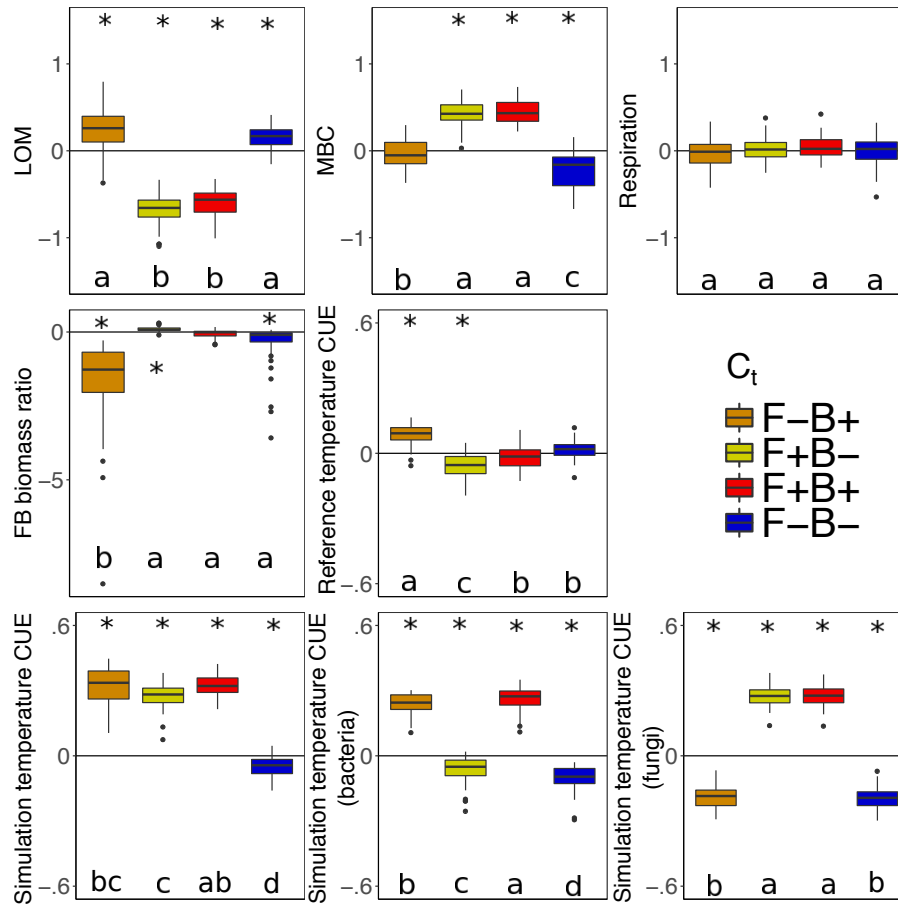 LOM
1
0
−1
* * * *
a b b a
MBC
1
0
−1
* * *
b a a c
Respiration
1
0
−1
a a a a
FB biomass ratio
0
−5
* * *
b a a a
Reference temperature CUE
.6
0
−.6
* *
a c b b
C_t
F−B+
F+B−
F+B+
F−B−
Simulation temperature CUE
.6
0
−.6
* * * *
bc c ab d
Simulation temperature CUE
(bacteria)
.6
0
−.6
* * * *
b c a d
Simulation temperature CUE
(fungi)
.6
0
−.6
* * * *
b a a b